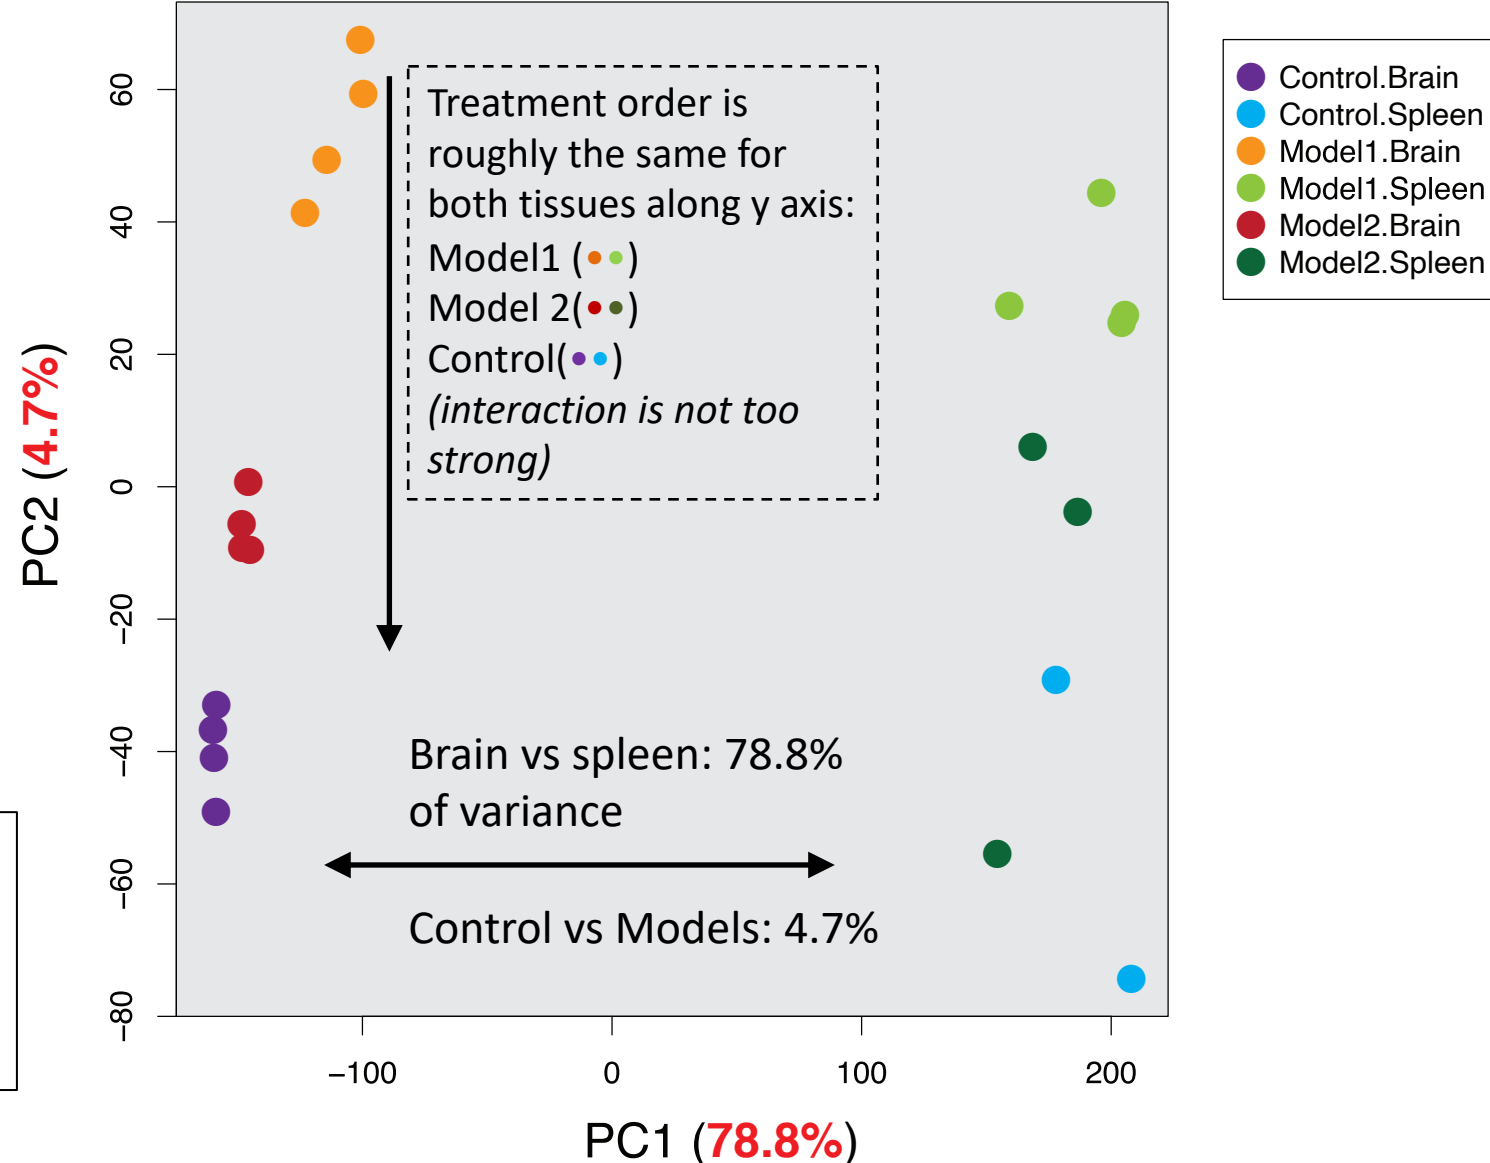 60
40
20
0
−20
−40
−60
−80
PC2 (4.7%)
Treatment order is
roughly the same for
both tissues along y axis:
Model1 (••)
Model 2(••)
Control(••)
(interaction is not too
strong)
Brain vs spleen: 78.8%
of variance
Control vs Models: 4.7%
−100
0
100
200
PC1 (78.8%)
Control.Brain
Control.Spleen
Model1.Brain
Model1.Spleen
Model2.Brain
Model2.Spleen